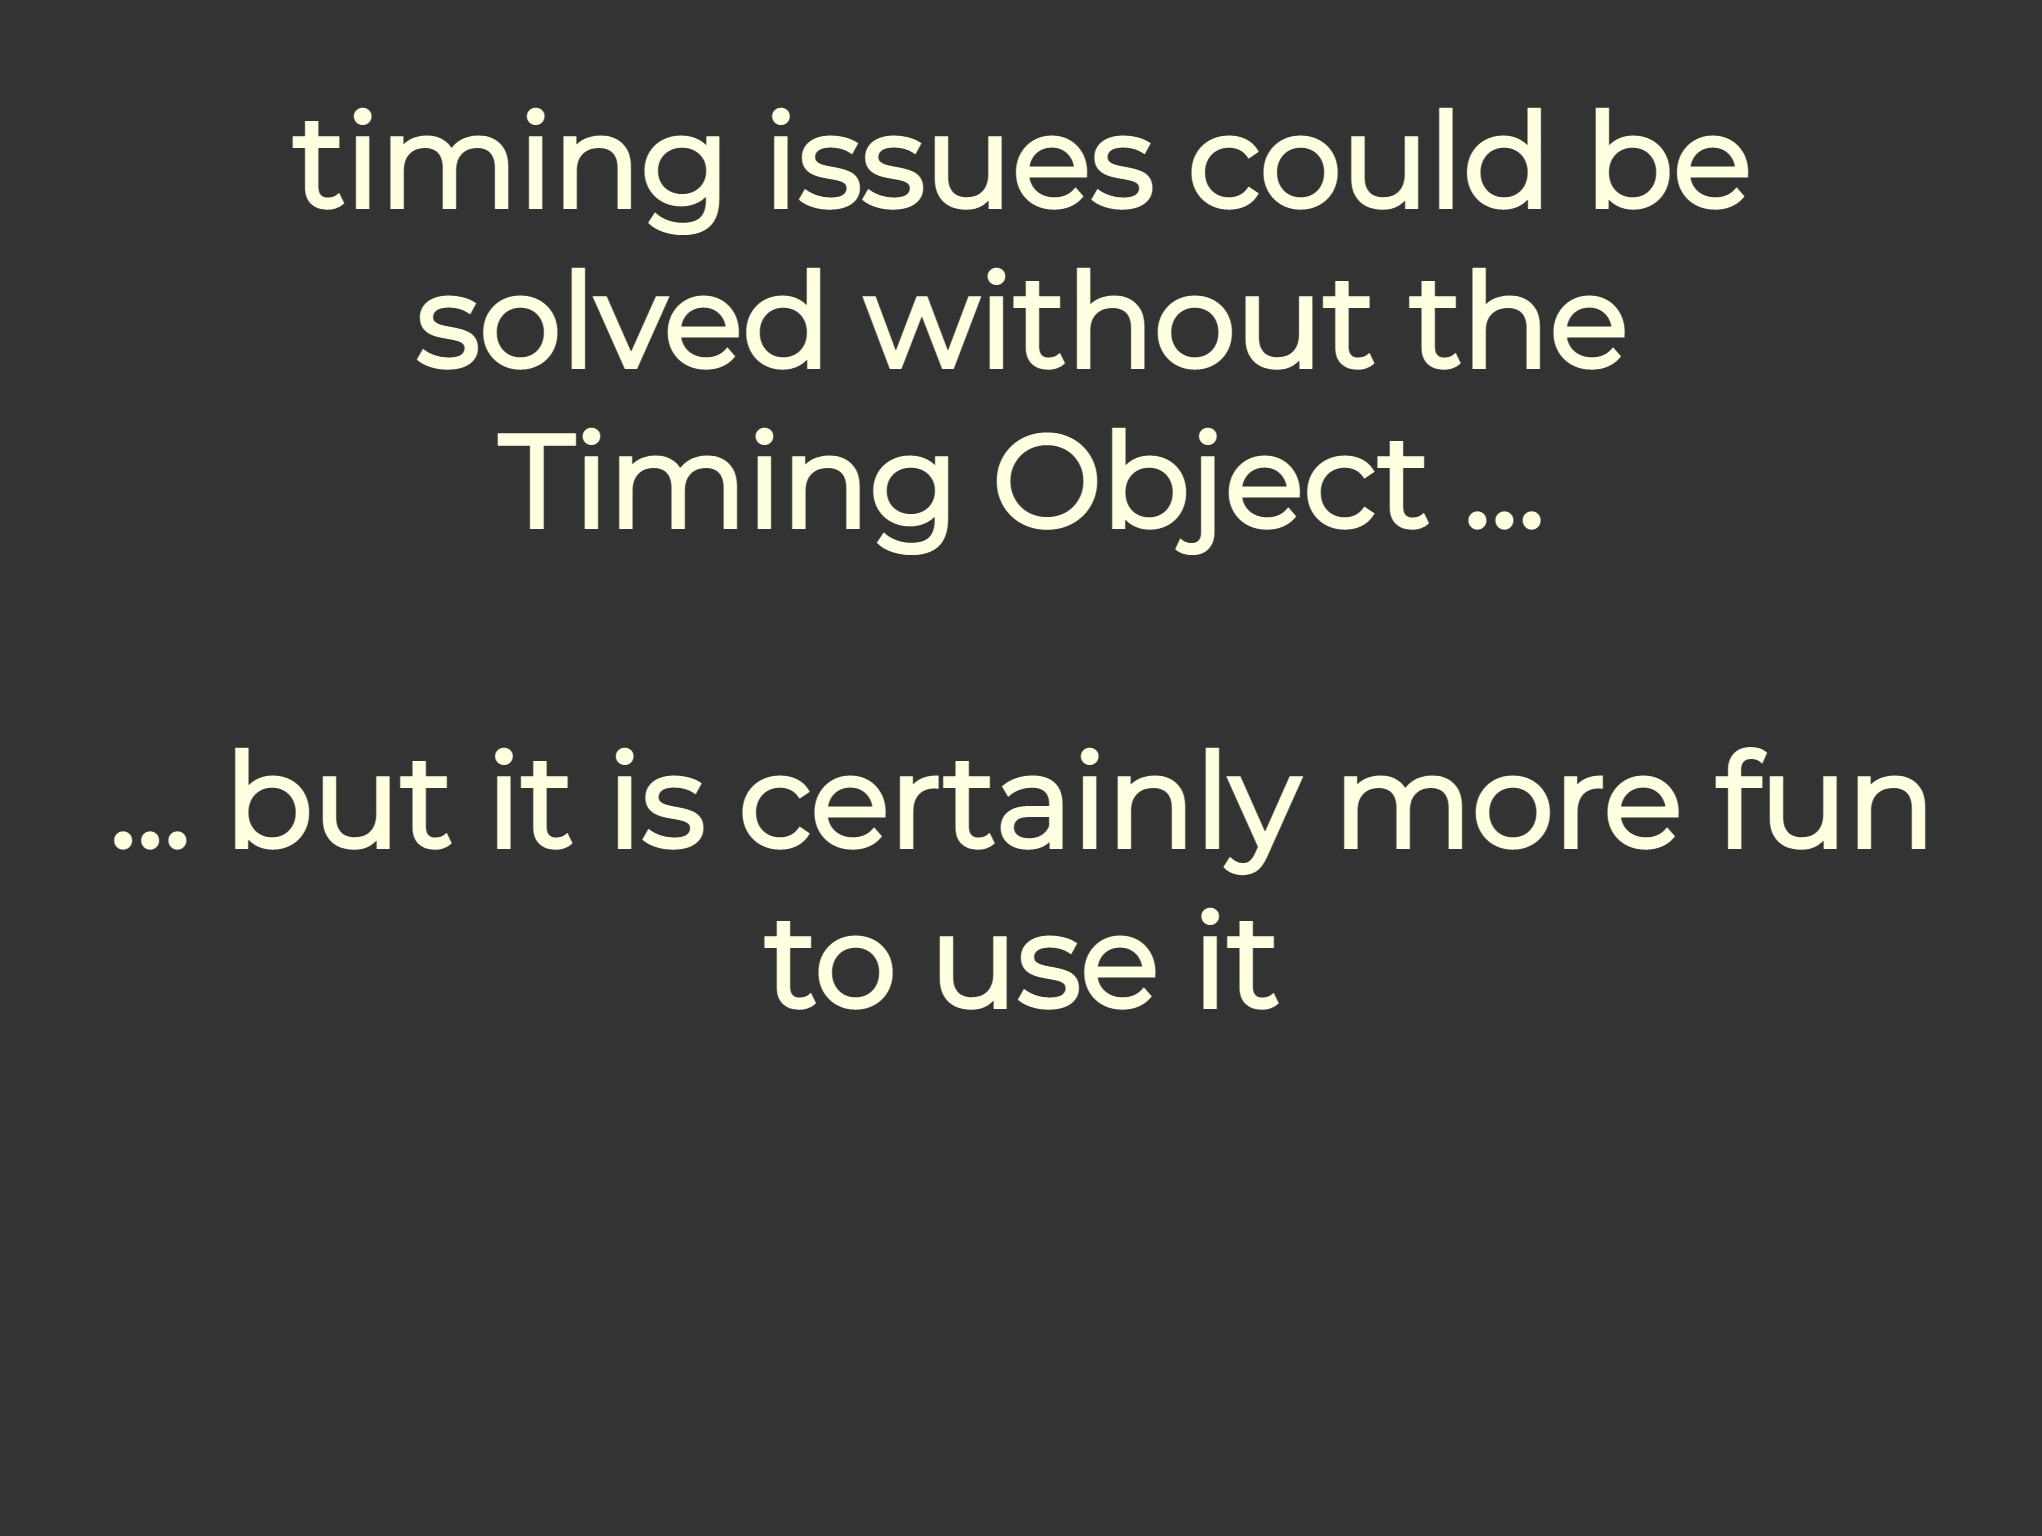 timing issues could be
solved without the
Timing Object ...
... but it is certainly more fun
to use it